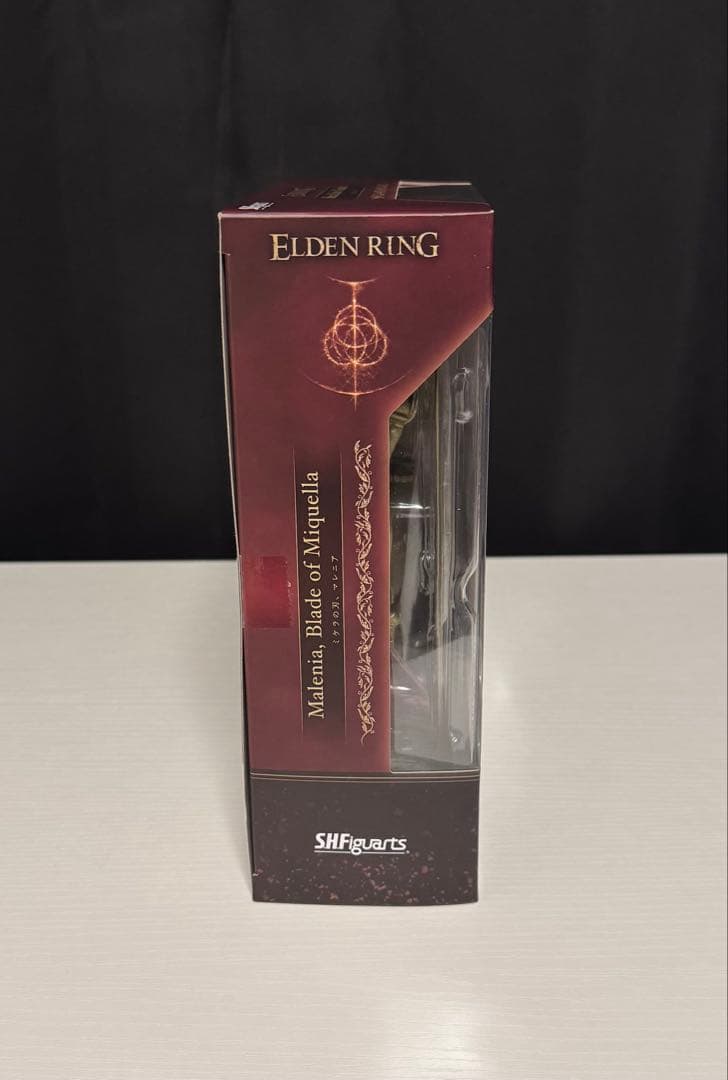 ELDEN RING
Malenia, Blade of Miquella
ミケラの刃、マレニア
S.H.Figuarts